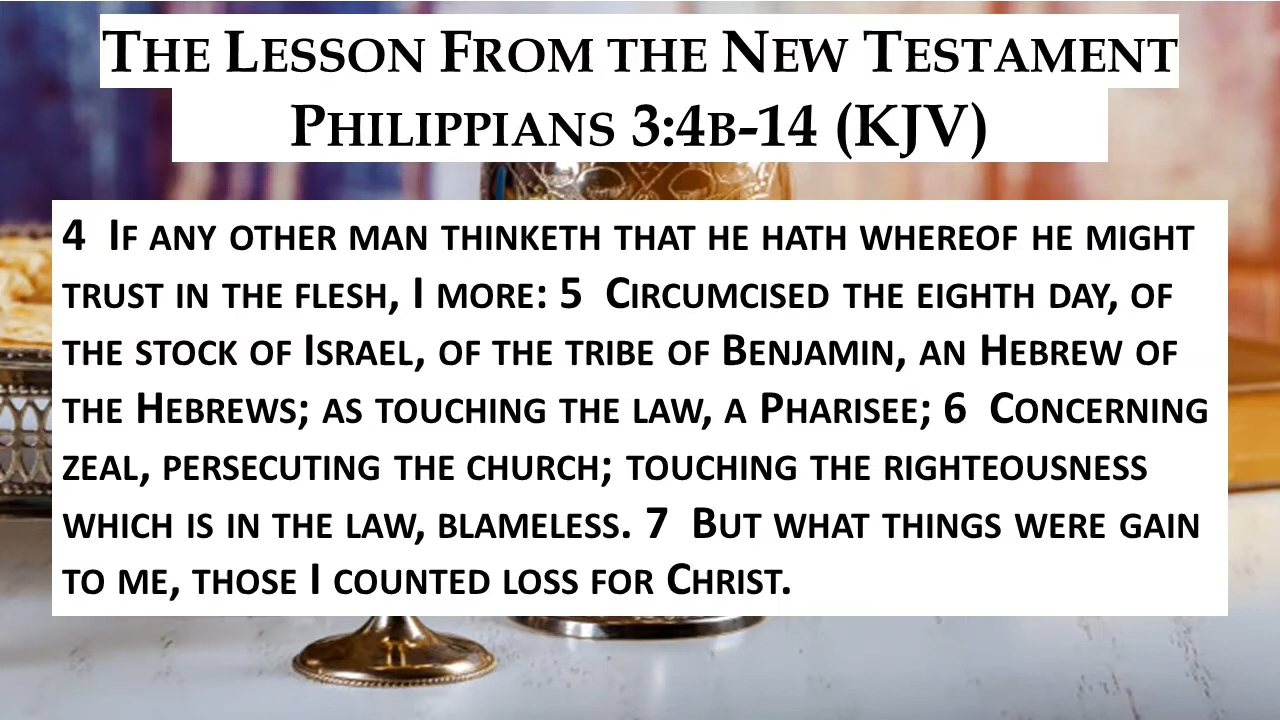 The Lesson From the New Testament
Philippians 3:4b-14 (KJV)
4 If any other man thinketh that he hath whereof he might
trust in the flesh, I more: 5 Circumcised the eighth day, of
the stock of Israel, of the tribe of Benjamin, an Hebrew of
the Hebrews; as touching the law, a Pharisee; 6 Concerning
zeal, persecuting the church; touching the righteousness
which is in the law, blameless. 7 But what things were gain
to me, those I counted loss for Christ.